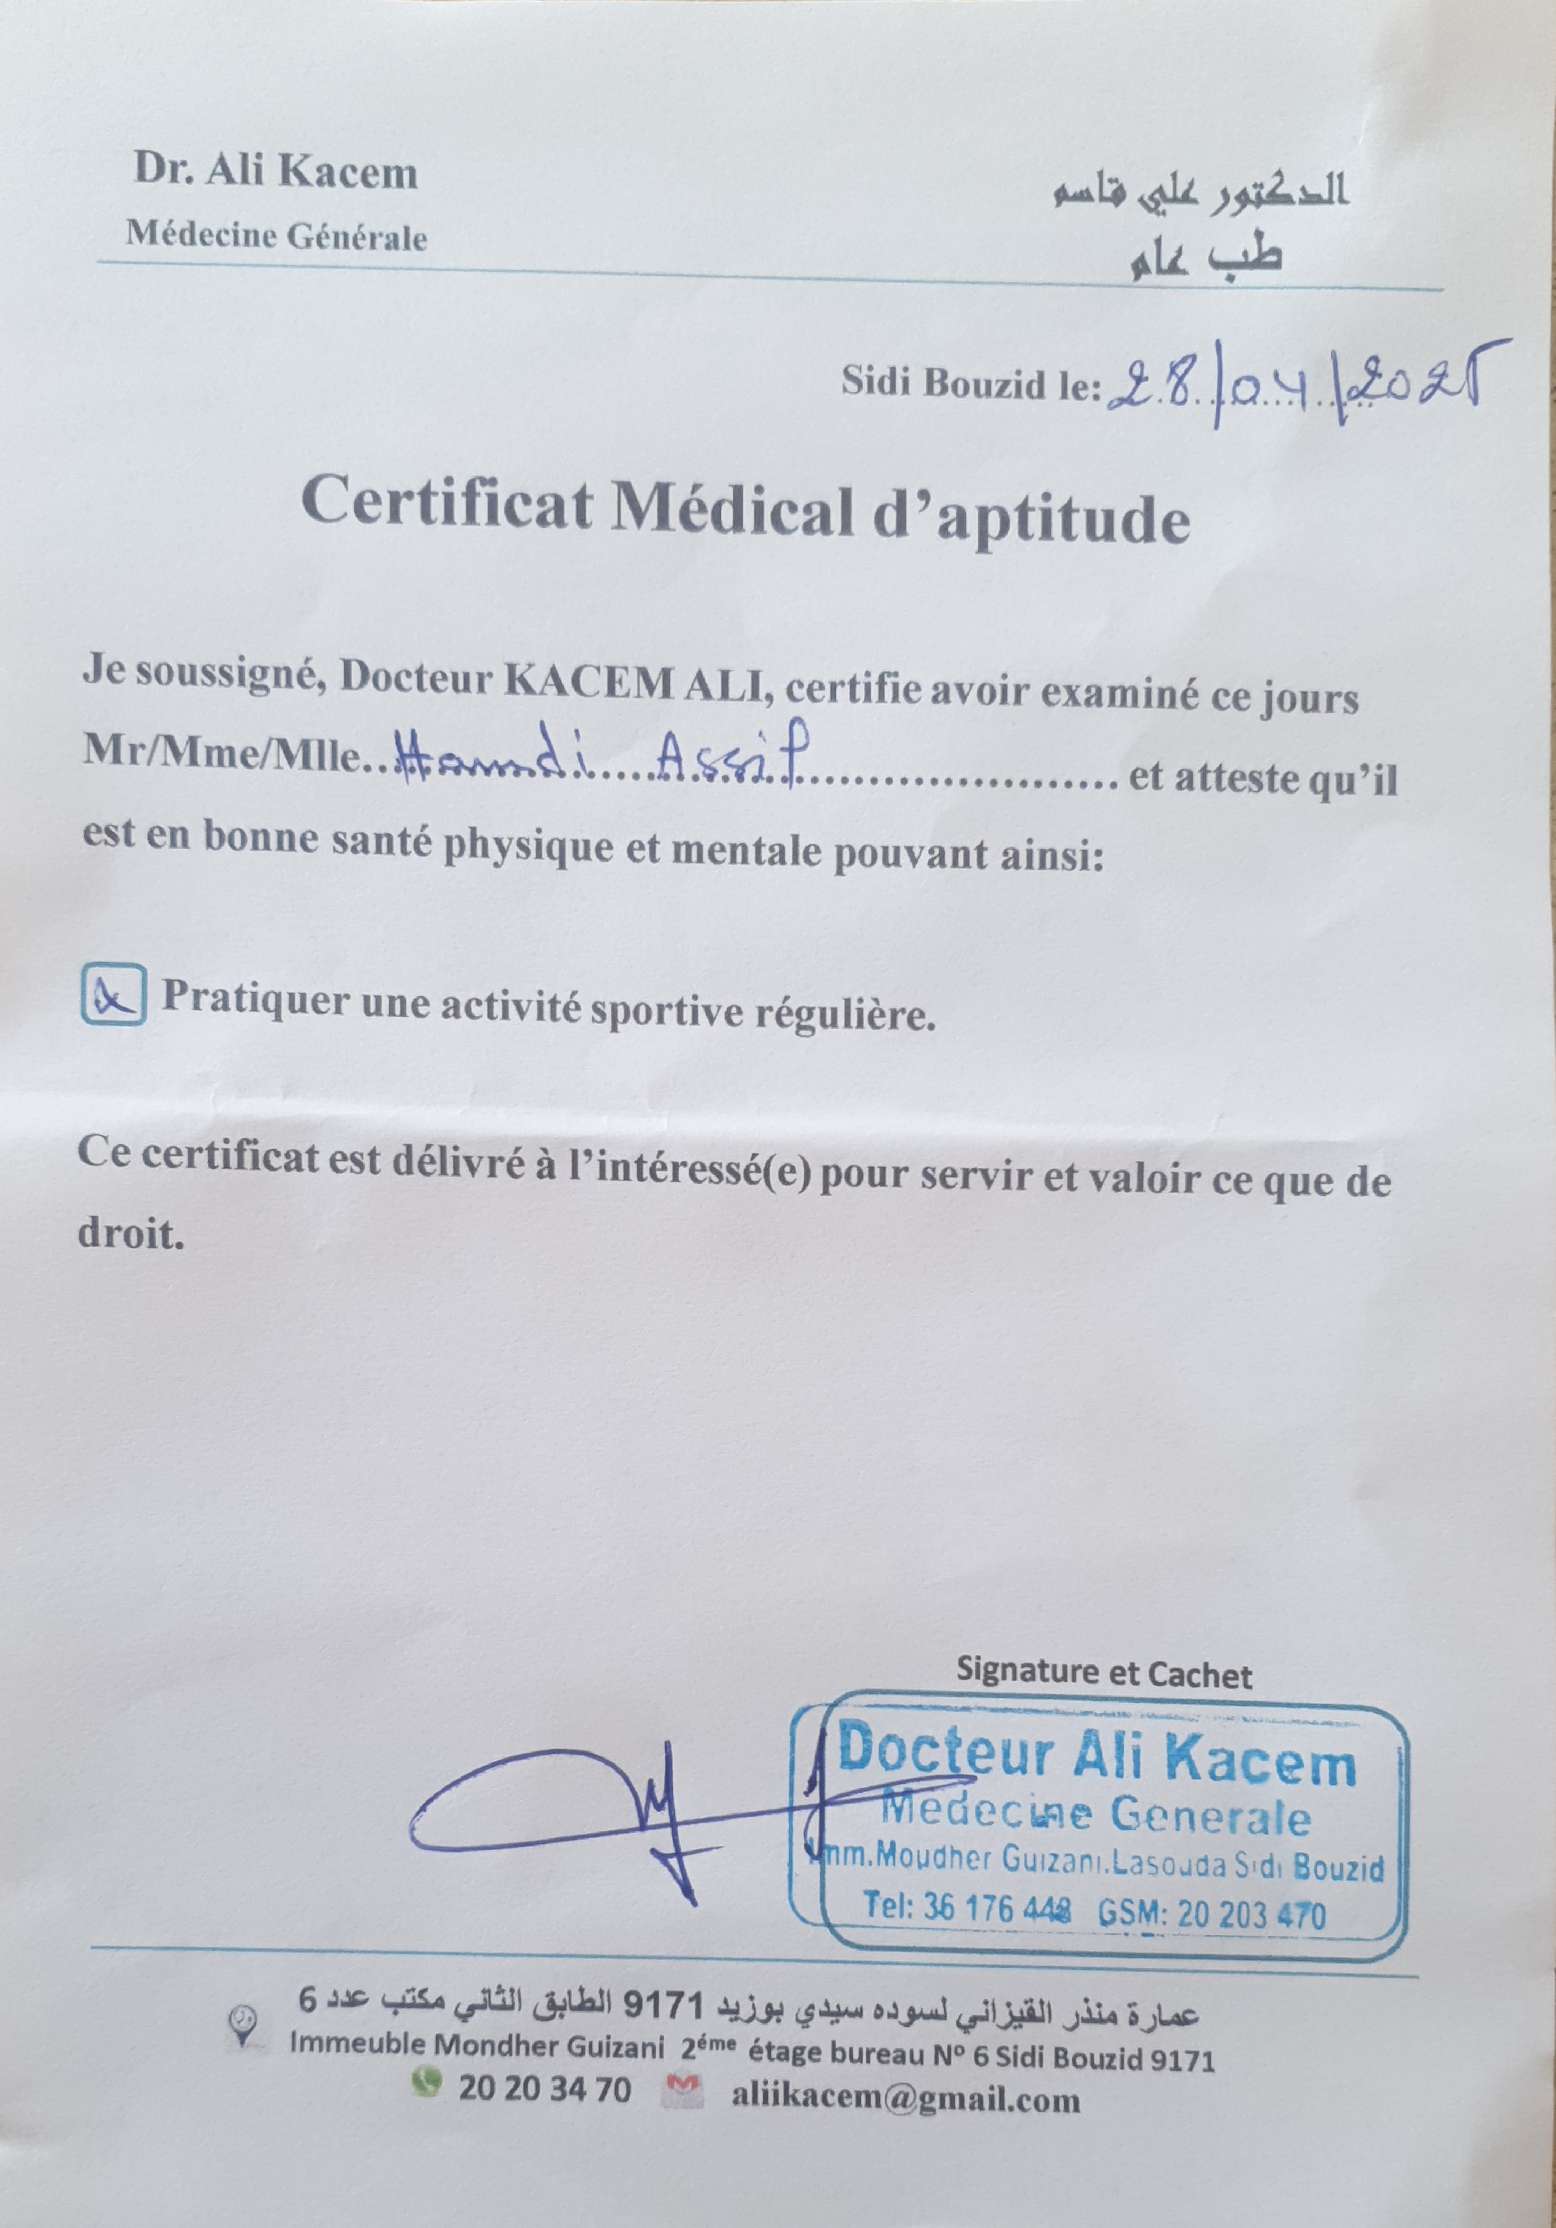 Dr. Ali Kacem
Médecine Générale
الدكتور علي قاسم
طب عام
Sidi Bouzid le: 28/04/2025
Certificat Médical d’aptitude
Je soussigné, Docteur KACEM ALI, certifie avoir examiné ce jours
Mr/Mme/Mlle..Hamdi....Assif........................ et atteste qu’il
est en bonne santé physique et mentale pouvant ainsi:
x Pratiquer une activité sportive régulière.
Ce certificat est délivré à l’intéressé(e) pour servir et valoir ce que de
droit.
Signature et Cachet
Docteur Ali Kacem
Medecine Generale
Imm.Moudher Guizani.Lasouda Sidi Bouzid
Tel: 36 176 448 GSM: 20 203 470
عمارة منذر القيزاني لسوده سيدي بوزيد 9171 الطابق الثاني مكتب عدد 6
Immeuble Mondher Guizani 2éme étage bureau Nº 6 Sidi Bouzid 9171
20 20 34 70 aliikacem@gmail.com